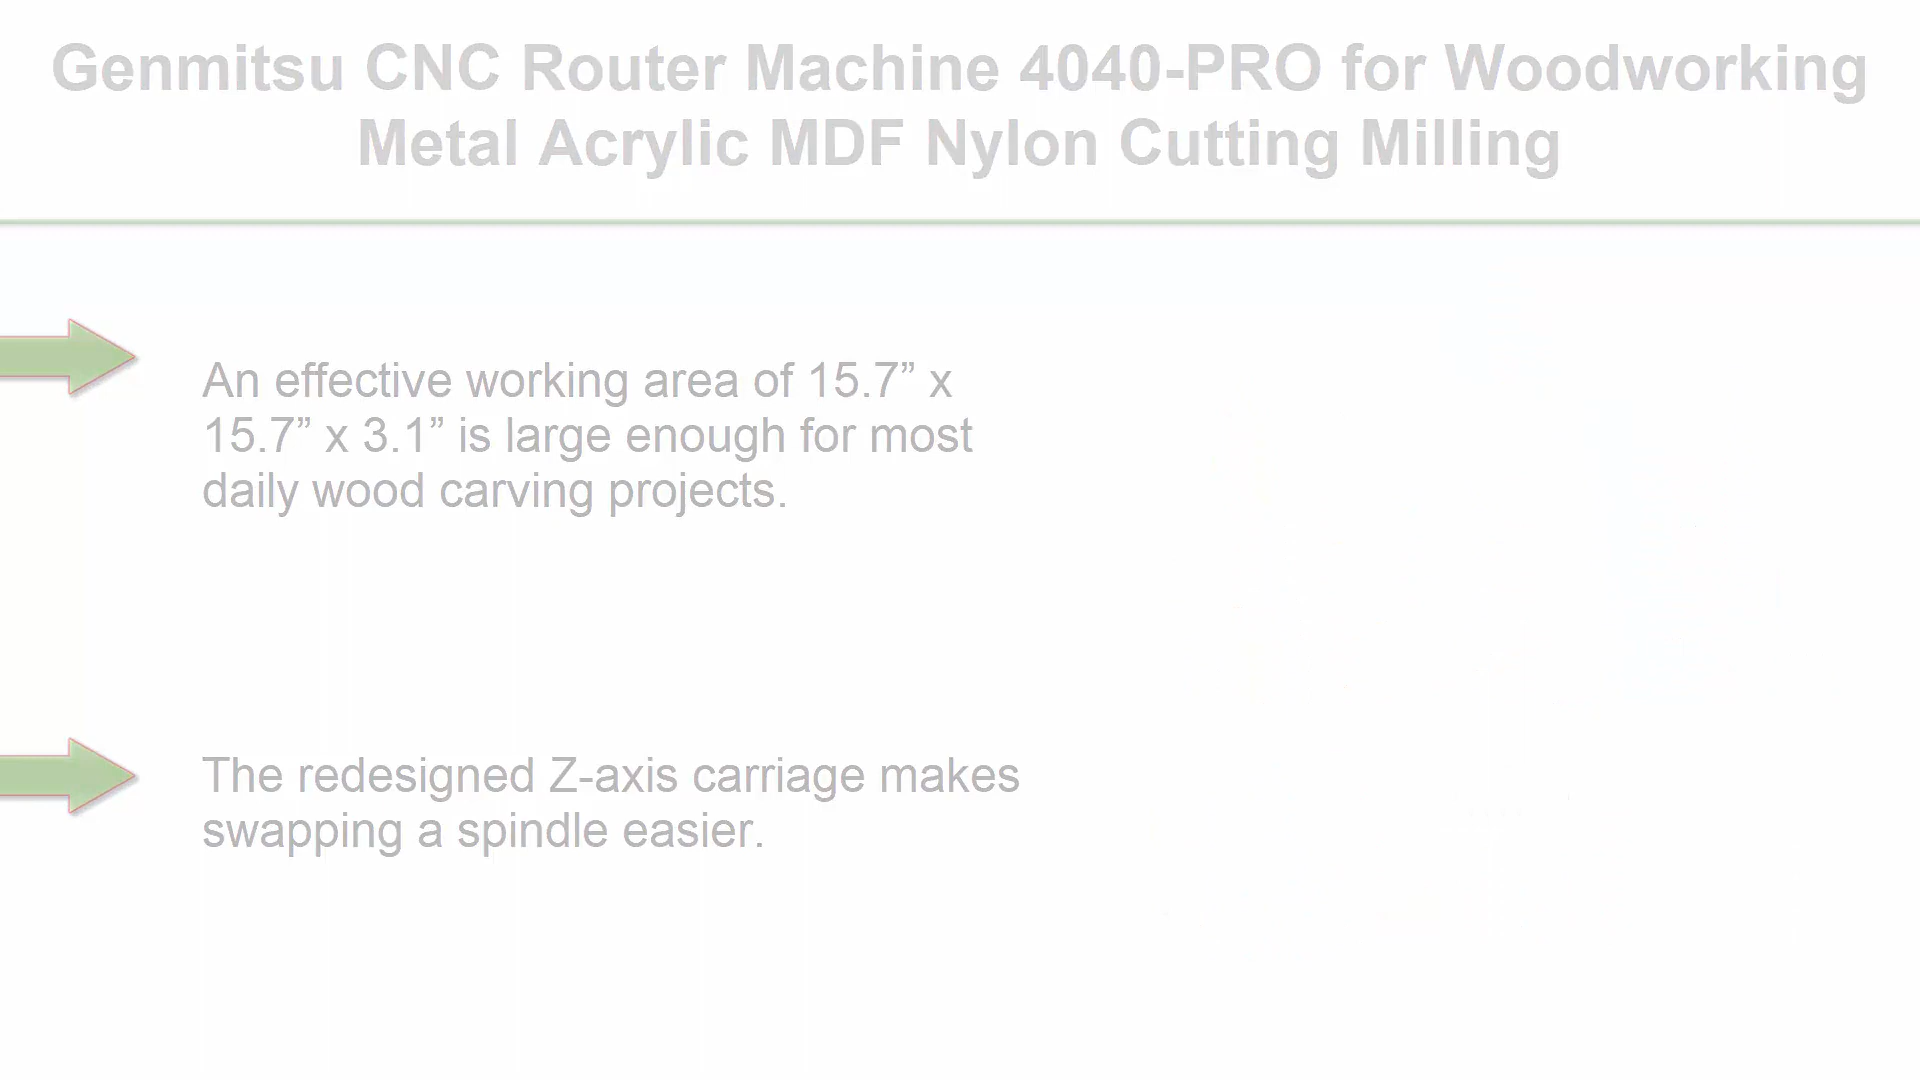 Genmitsu CNC Router Machine 4040-PRO for Woodworking
Metal Acrylic MDF Nylon Cutting Milling
An effective working area of 15.7” x
15.7” x 3.1” is large enough for most
daily wood carving projects.
The redesigned Z-axis carriage makes
swapping a spindle easier.